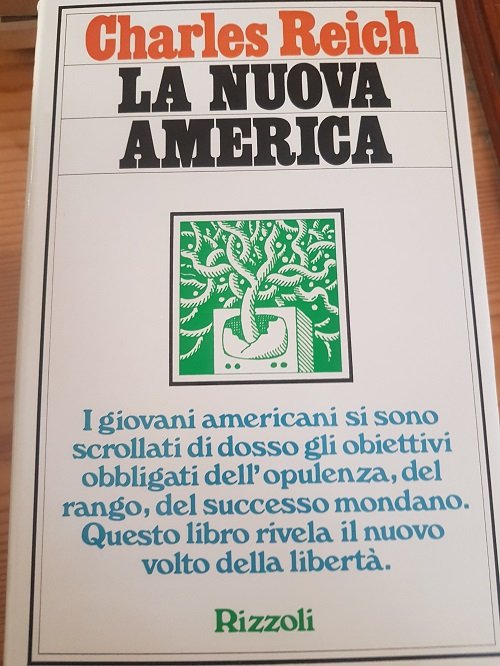 Charles Reich
LA NUOVA
AMERICA
I giovani americani si sono
scrollati di dosso gli obiettivi
obbligati dell'opulenza, del
rango, del successo mondano.
Questo libro rivela il nuovo
volto della libertà.
Rizzoli